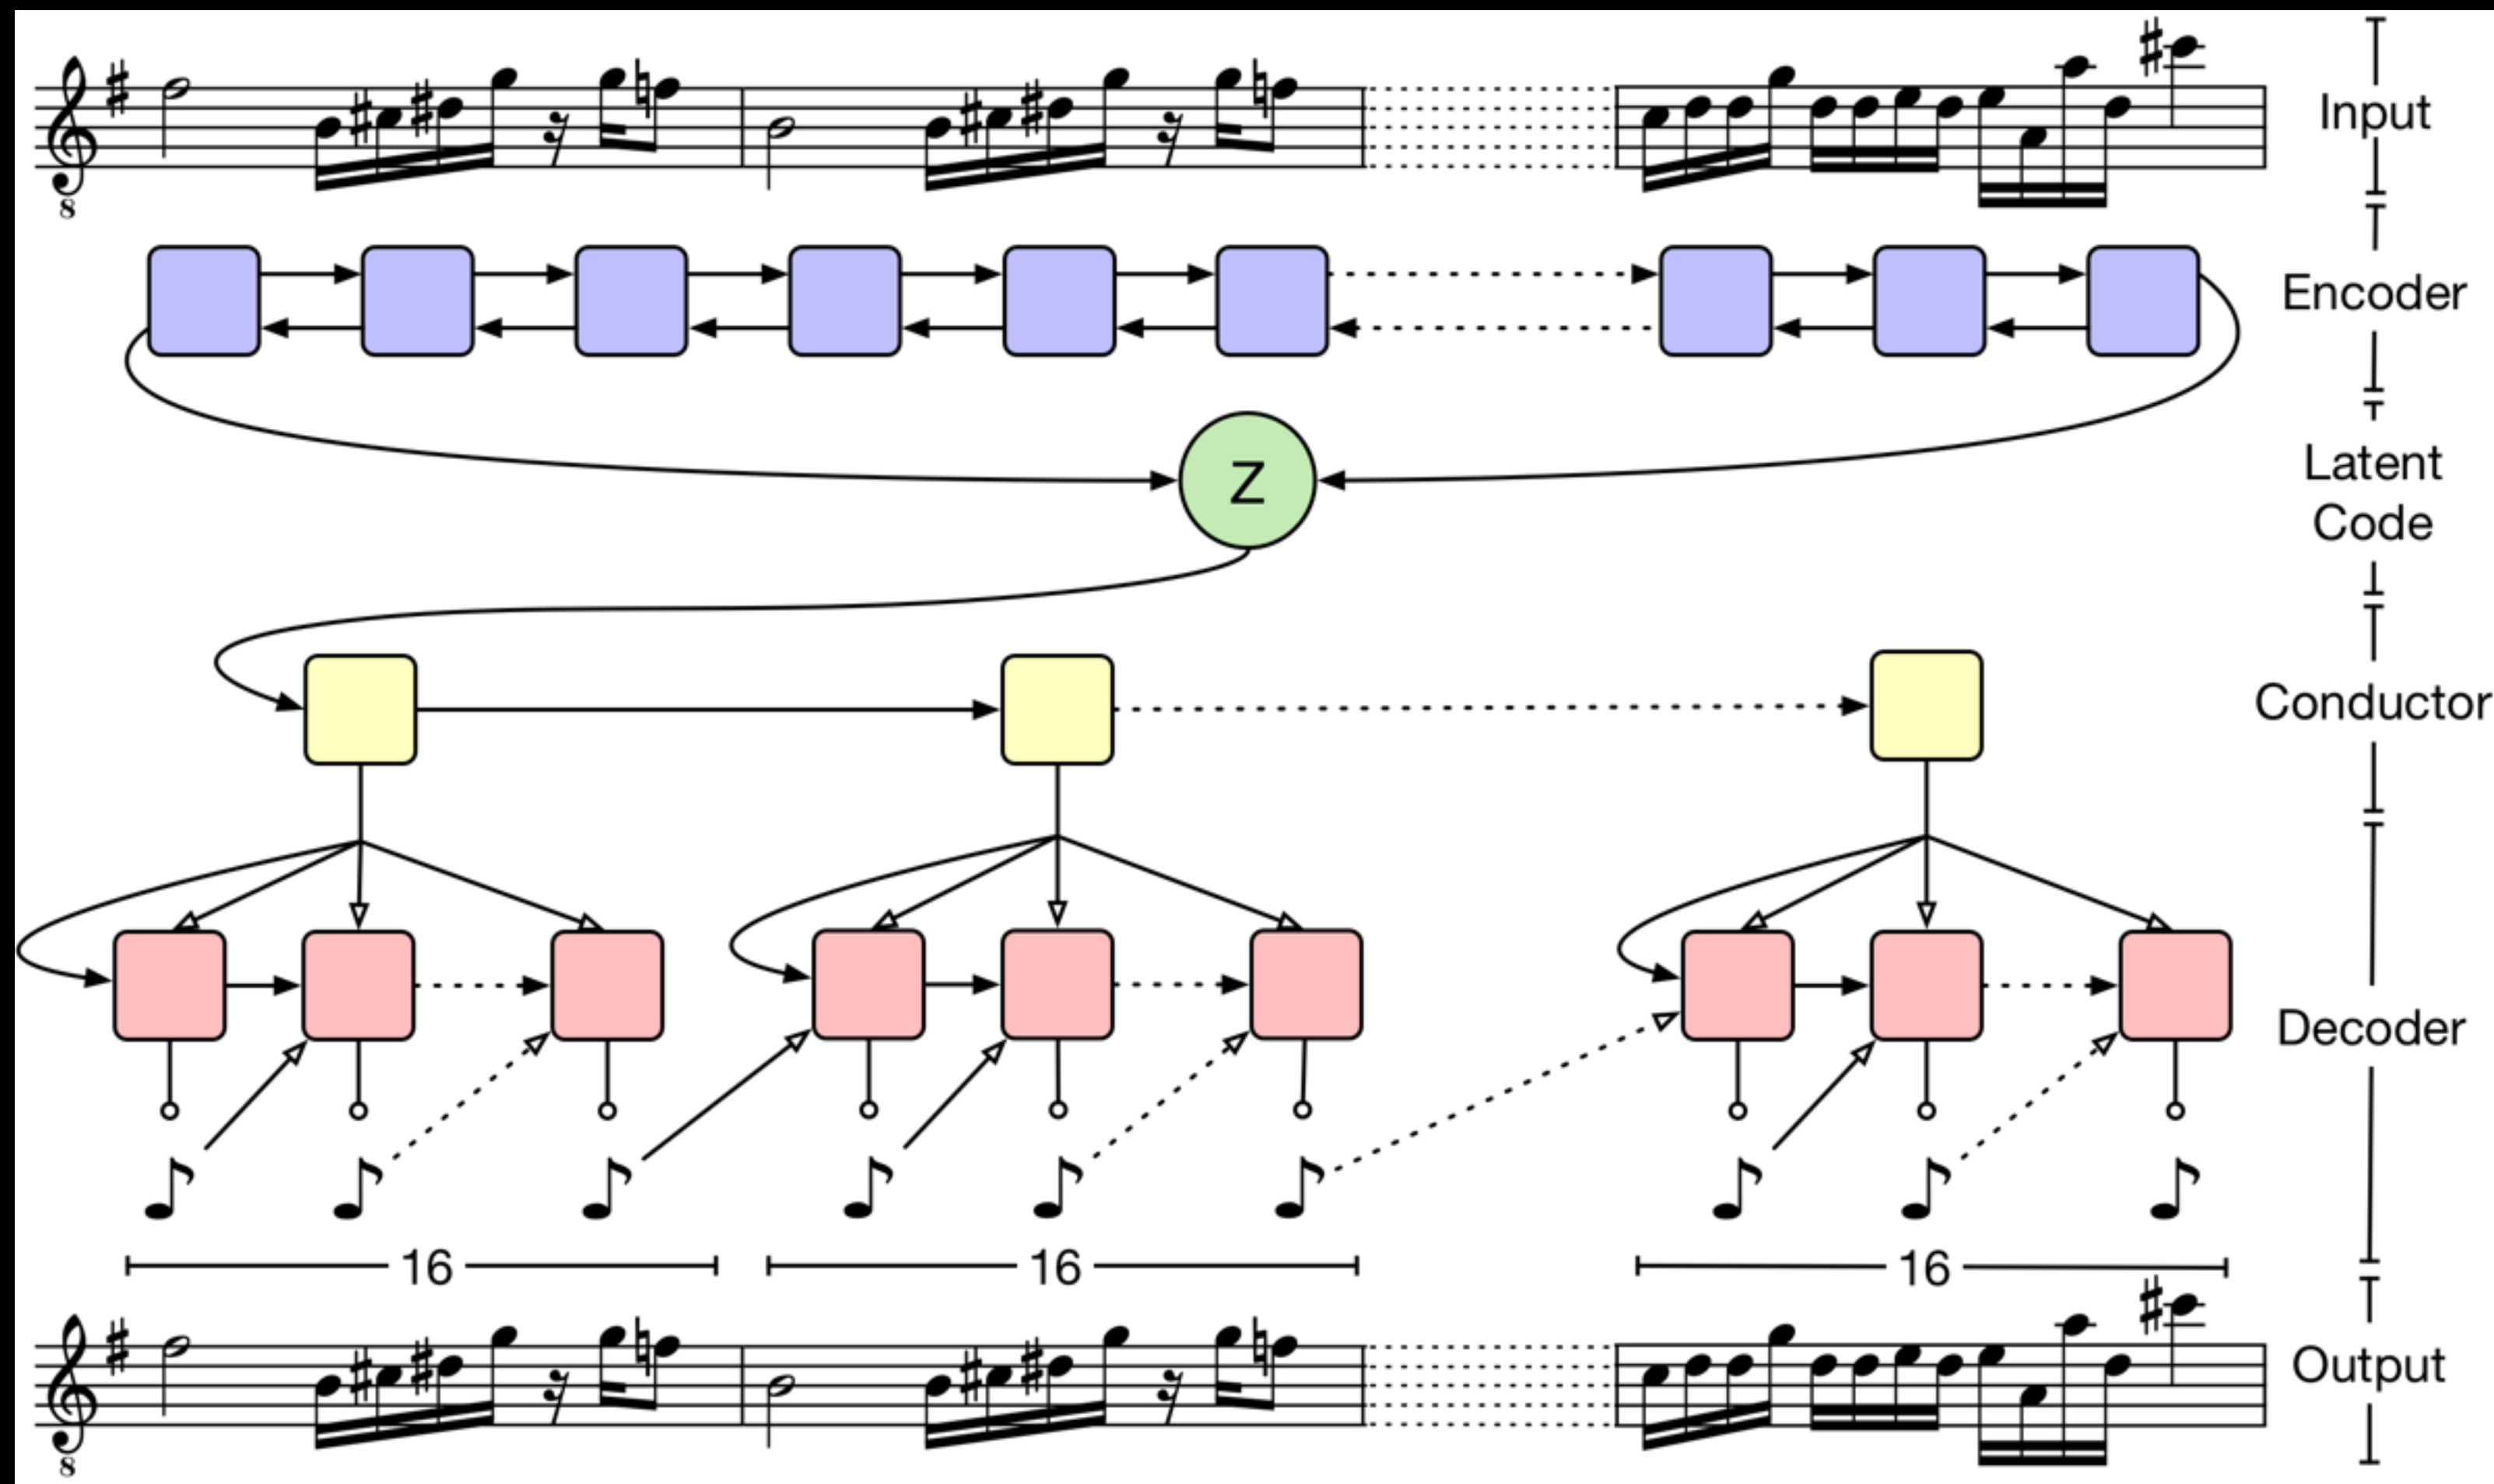 8
Input
Encoder
Z
Latent
Code
Conductor
Decoder
16 16 16
8
Output